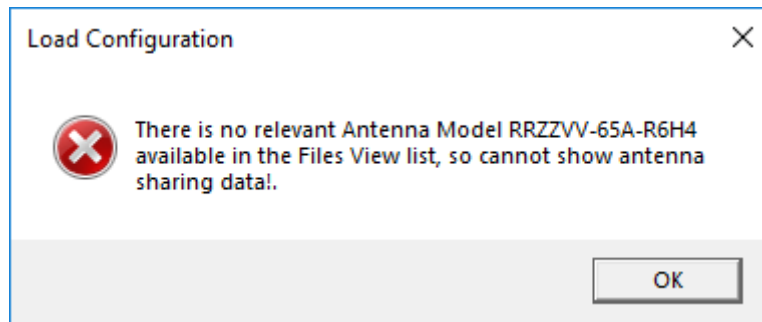 Load Configuration
There is no relevant Antenna Model RRZZVV-65A-R6H4
available in the Files View list, so cannot show antenna
sharing data!.
OK